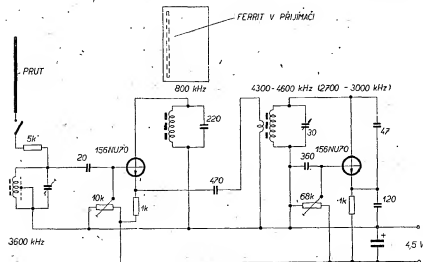 FERRIT V PŘIJÍMAČI
PRUT
800 kHz
4300-4600 kHz (2700 - 3000 kHz)
5k
220
30
156NU70
156NU70
47
20
360
470
10k
1k
68k
1k
120
3600 kHz
+
4,5 V